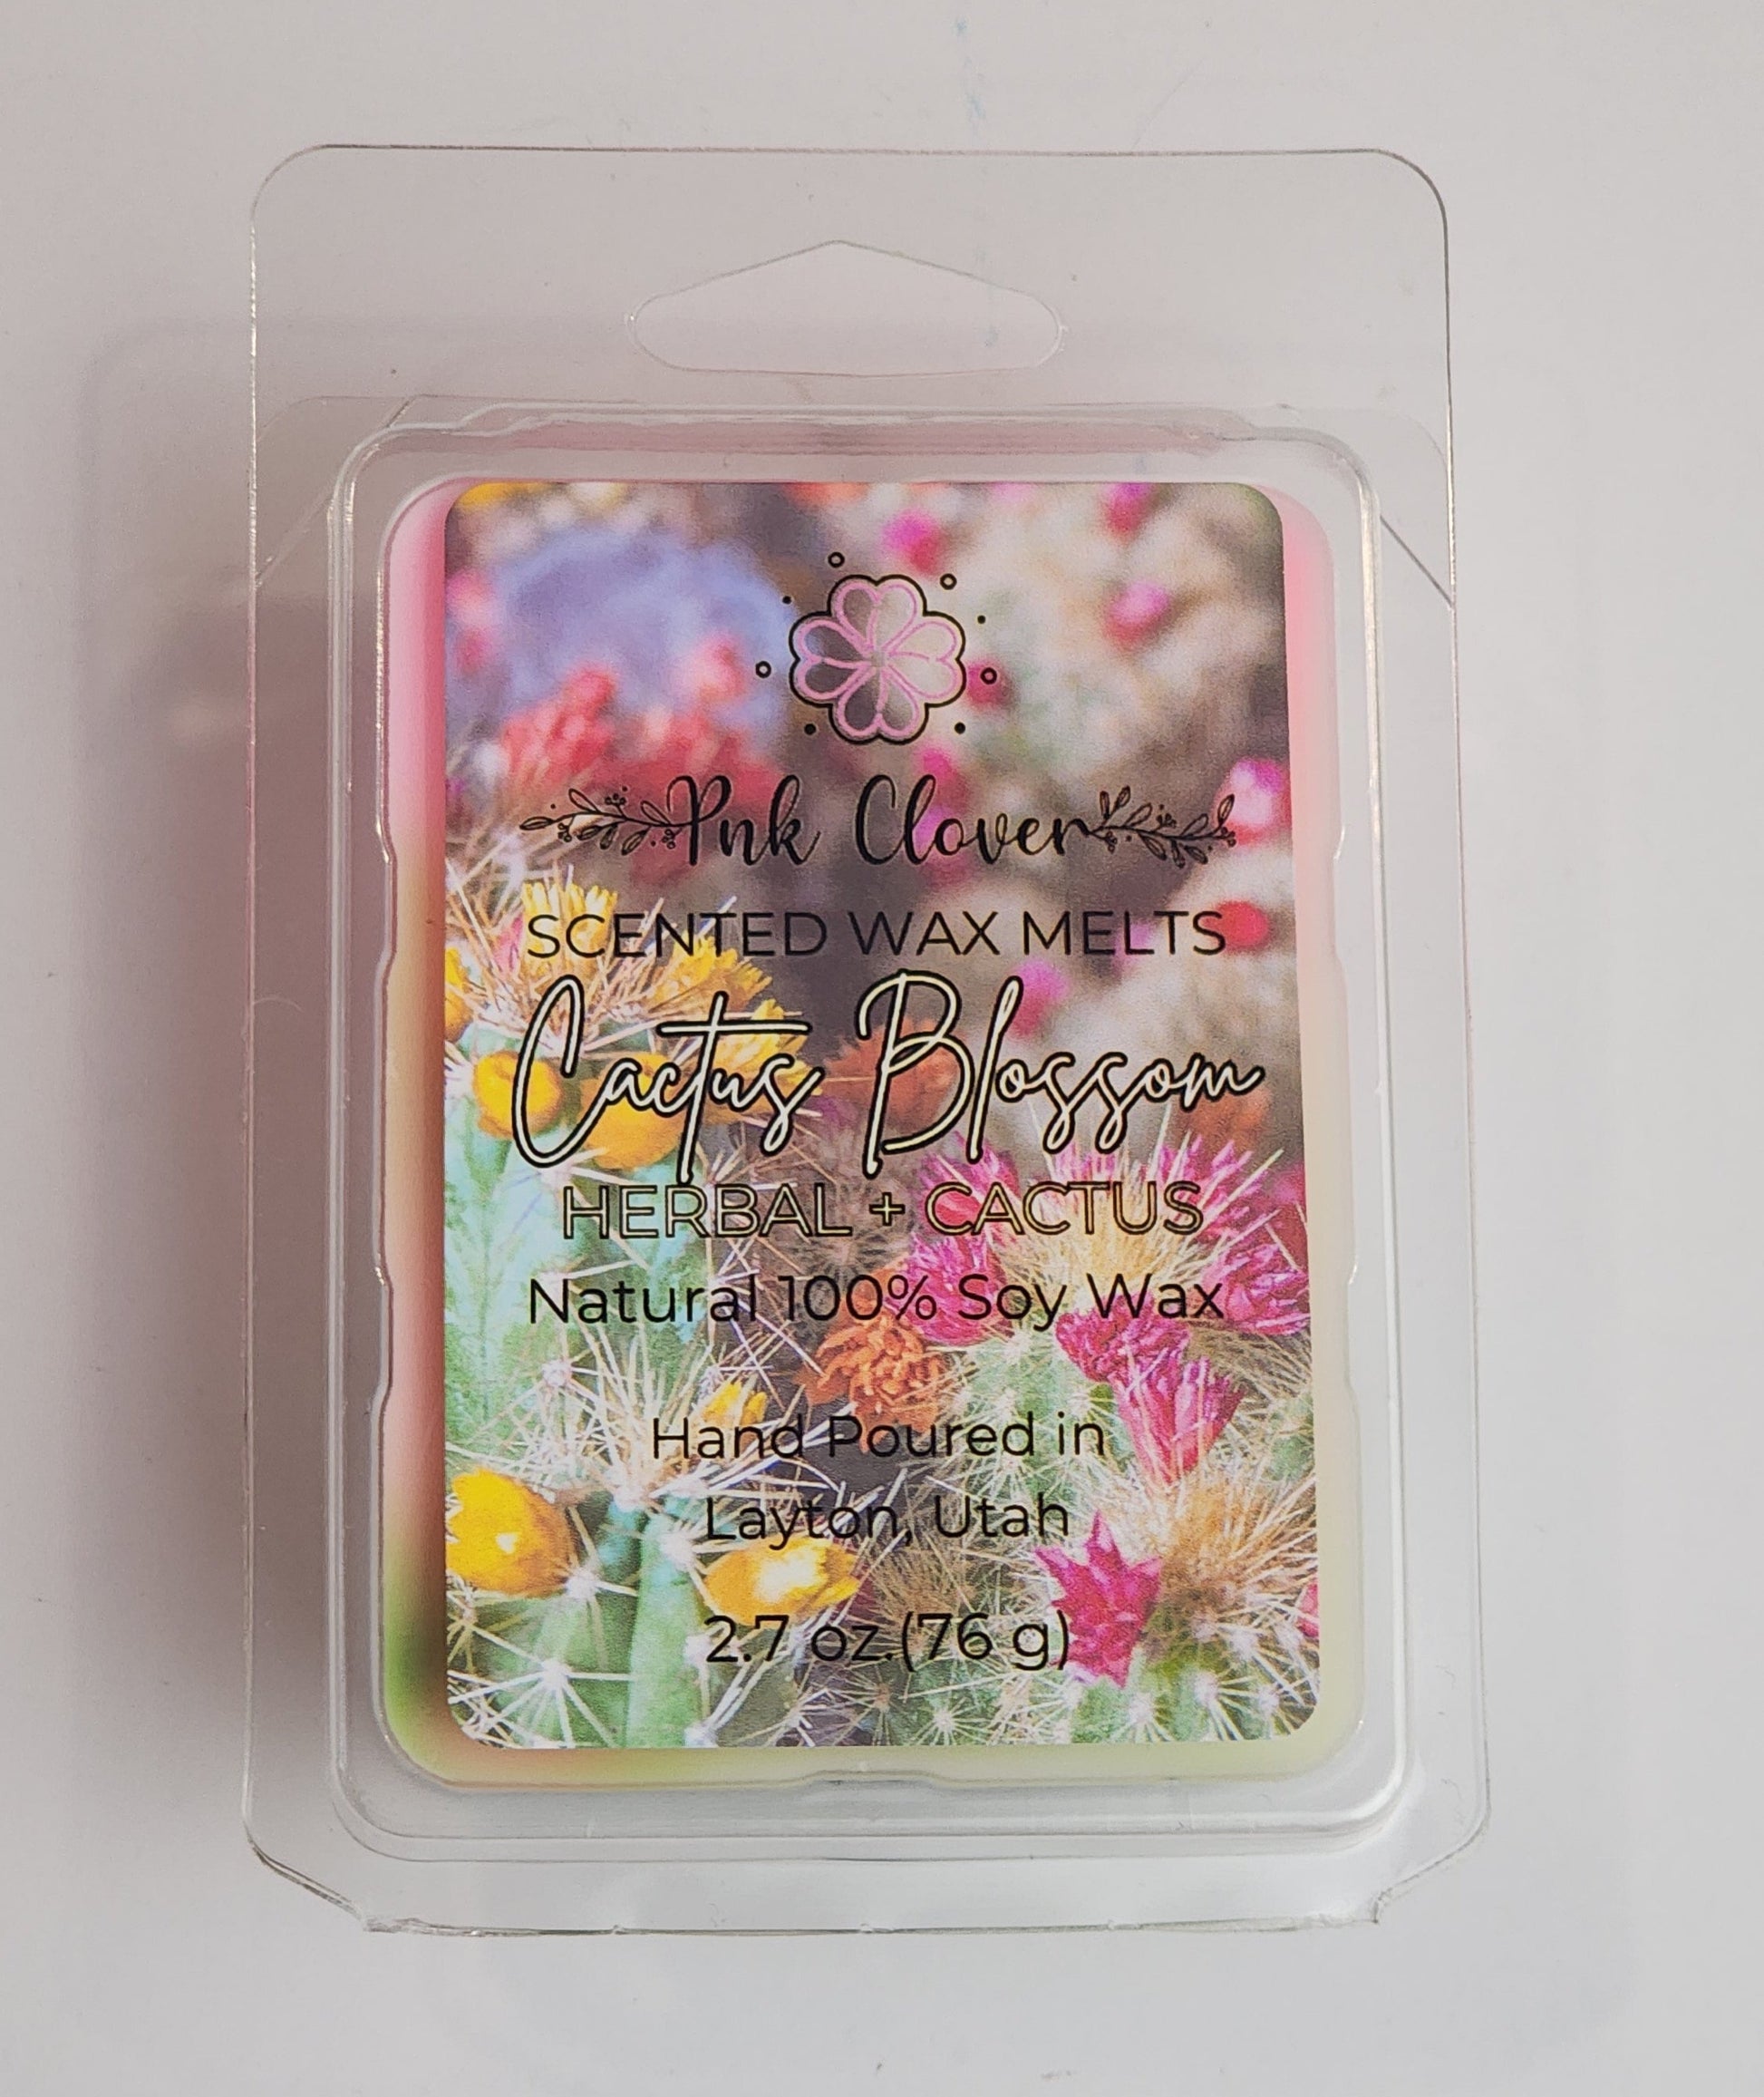 Pnk Clover
SCENTED WAX MELTS
Cactus Blossom
HERBAL + CACTUS
Natural 100% Soy Wax
Hand Poured in
Layton, Utah
2.7 oz.(76 g)